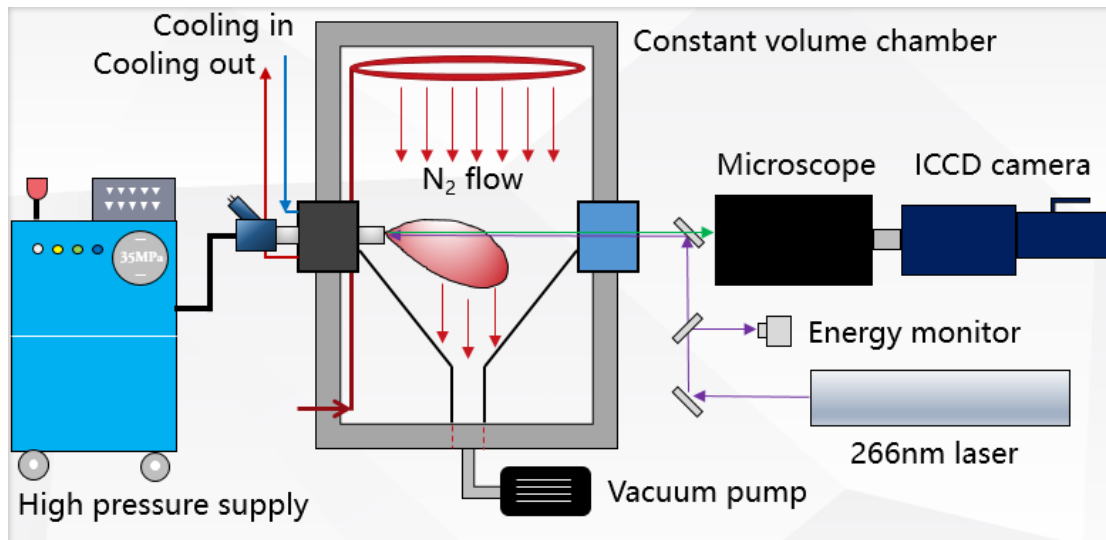 Cooling in
Cooling out
Constant volume chamber
N₂ flow
Microscope
ICCD camera
35MPa
Energy monitor
266nm laser
High pressure supply
Vacuum pump